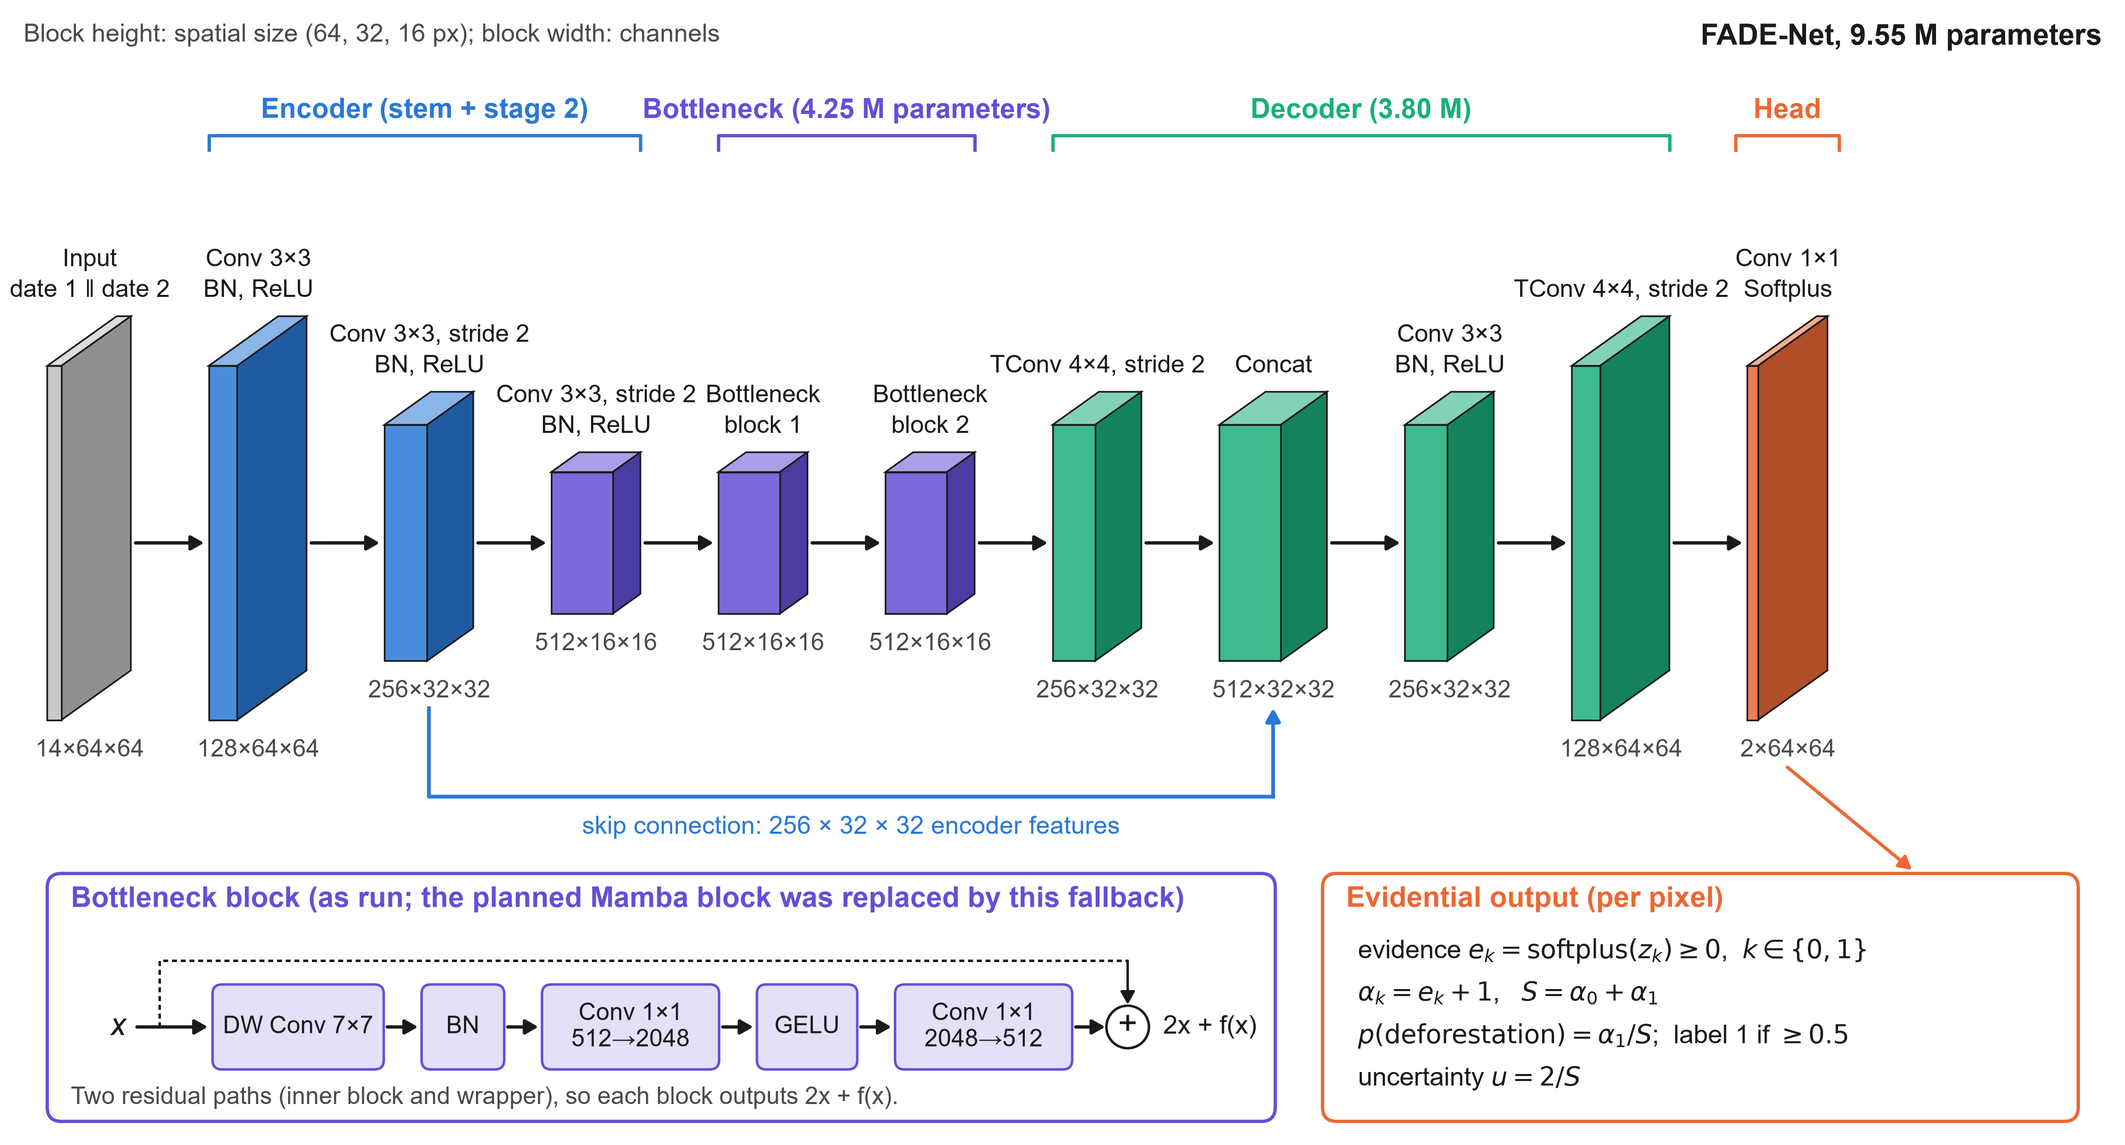 Block height: spatial size (64, 32, 16 px); block width: channels
FADE-Net, 9.55 M parameters
Encoder (stem + stage 2)
Bottleneck (4.25 M parameters)
Decoder (3.80 M)
Head
Input
date 1 ‖ date 2
Conv 3×3
BN, ReLU
Conv 3×3, stride 2
BN, ReLU
Conv 3×3, stride 2
BN, ReLU
Bottleneck
block 1
Bottleneck
block 2
TConv 4×4, stride 2
Concat
Conv 3×3
BN, ReLU
TConv 4×4, stride 2
Conv 1×1
Softplus
14×64×64
128×64×64
256×32×32
512×16×16
512×16×16
512×16×16
256×32×32
512×32×32
256×32×32
128×64×64
2×64×64
skip connection: 256 × 32 × 32 encoder features
Bottleneck block (as run; the planned Mamba block was replaced by this fallback)
x
DW Conv 7×7
BN
Conv 1×1
512→2048
GELU
Conv 1×1
2048→512
+
2x + f(x)
Two residual paths (inner block and wrapper), so each block outputs 2x + f(x).
Evidential output (per pixel)
evidence eₖ = softplus(zₖ) ≥ 0, k ∈ {0, 1}
αₖ = eₖ + 1, S = α₀ + α₁
p(deforestation) = α₁/S; label 1 if ≥ 0.5
uncertainty u = 2/S